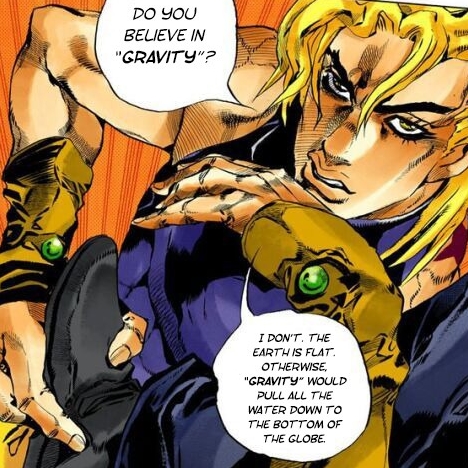 DO YOU
BELIEVE IN
"GRAVITY"?
I DON'T. THE
EARTH IS FLAT.
OTHERWISE,
"GRAVITY" WOULD
PULL ALL THE
WATER DOWN TO
THE BOTTOM OF
THE GLOBE.